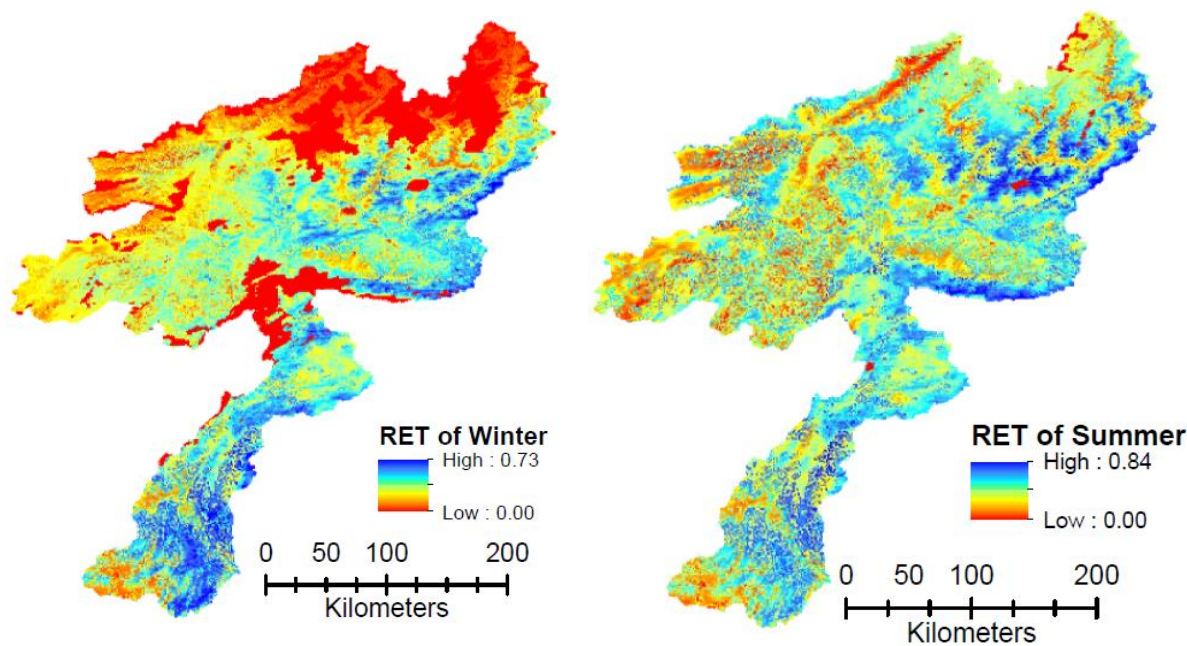 RET of Winter
High : 0.73
Low : 0.00
0 50 100 200
Kilometers
RET of Summer
High : 0.84
Low : 0.00
0 50 100 200
Kilometers